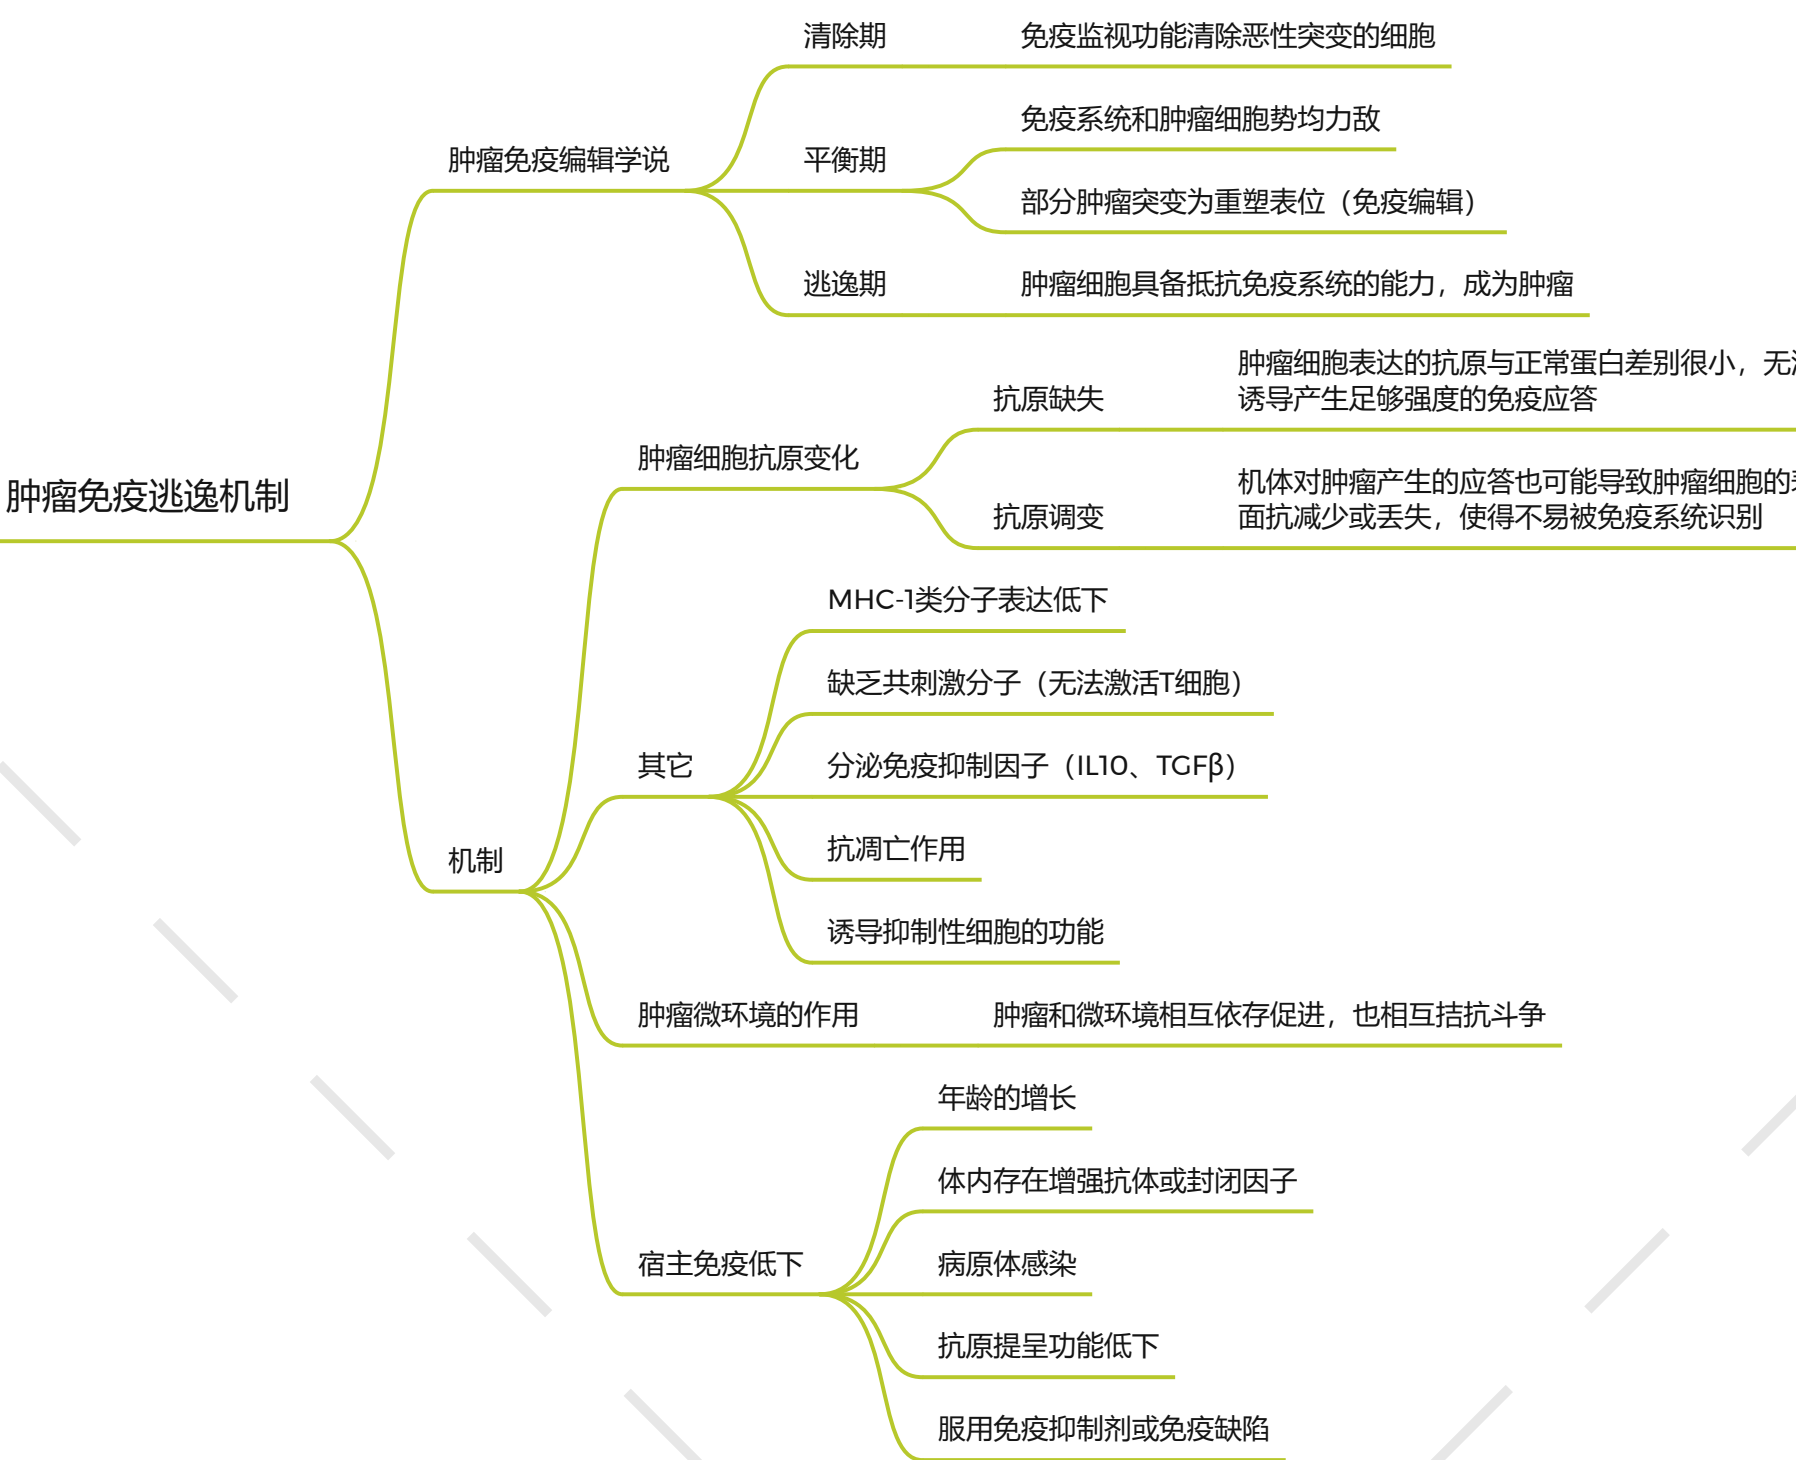 肿瘤免疫逃逸机制
肿瘤免疫编辑学说
清除期
免疫监视功能清除恶性突变的细胞
平衡期
免疫系统和肿瘤细胞势均力敌
部分肿瘤突变为重塑表位（免疫编辑）
逃逸期
肿瘤细胞具备抵抗免疫系统的能力，成为肿瘤
机制
肿瘤细胞抗原变化
抗原缺失
肿瘤细胞表达的抗原与正常蛋白差别很小，无
诱导产生足够强度的免疫应答
抗原调变
机体对肿瘤产生的应答也可能导致肿瘤细胞的
面抗减少或丢失，使得不易被免疫系统识别
其它
MHC-1类分子表达低下
缺乏共刺激分子（无法激活T细胞）
分泌免疫抑制因子（IL10、TGFβ）
抗凋亡作用
诱导抑制性细胞的功能
肿瘤微环境的作用
肿瘤和微环境相互依存促进，也相互拮抗斗争
宿主免疫低下
年龄的增长
体内存在增强抗体或封闭因子
病原体感染
抗原提呈功能低下
服用免疫抑制剂或免疫缺陷